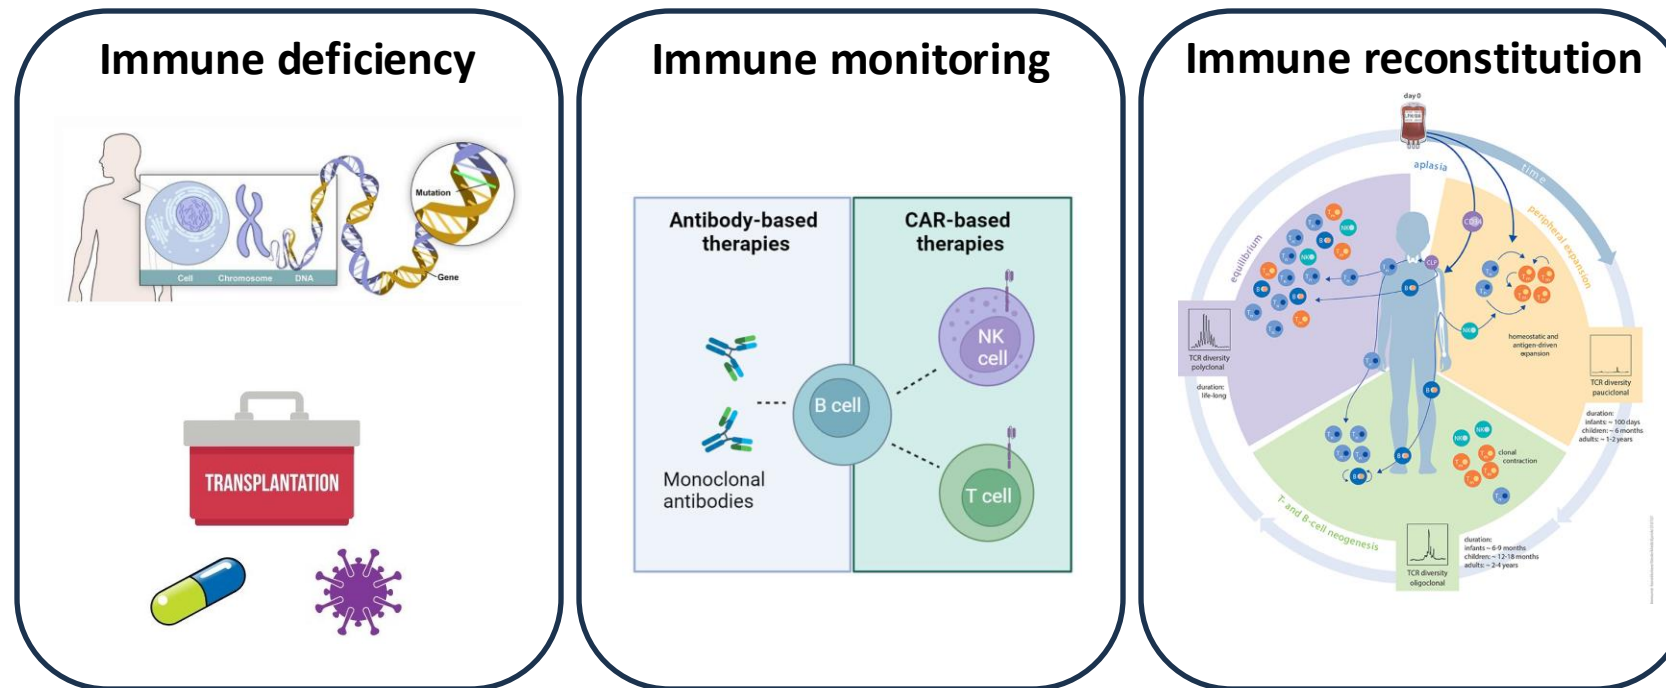 Immune deficiency
Mutation
Gene
Cell Chromosome DNA
TRANSPLANTATION
Immune monitoring
Antibody-based
therapies
CAR-based
therapies
NK
cell
B cell
T cell
Monoclonal
antibodies
Immune reconstitution
day 0
aplasia
time
peripheral expansion
equilibrium
CLP
homeostatic and
antigen-driven
expansion
TCR diversity
pauciclonal
duration:
infants: ~ 100 days
children: ~ 6 months
adults: ~ 1-2 years
TCR diversity
polyclonal
duration:
life-long
clonal
contraction
T- and B-cell neogenesis
TCR diversity
oligoclonal
duration:
infants ~ 6-9 months
children: ~ 12-18 months
adults: ~ 2-4 years